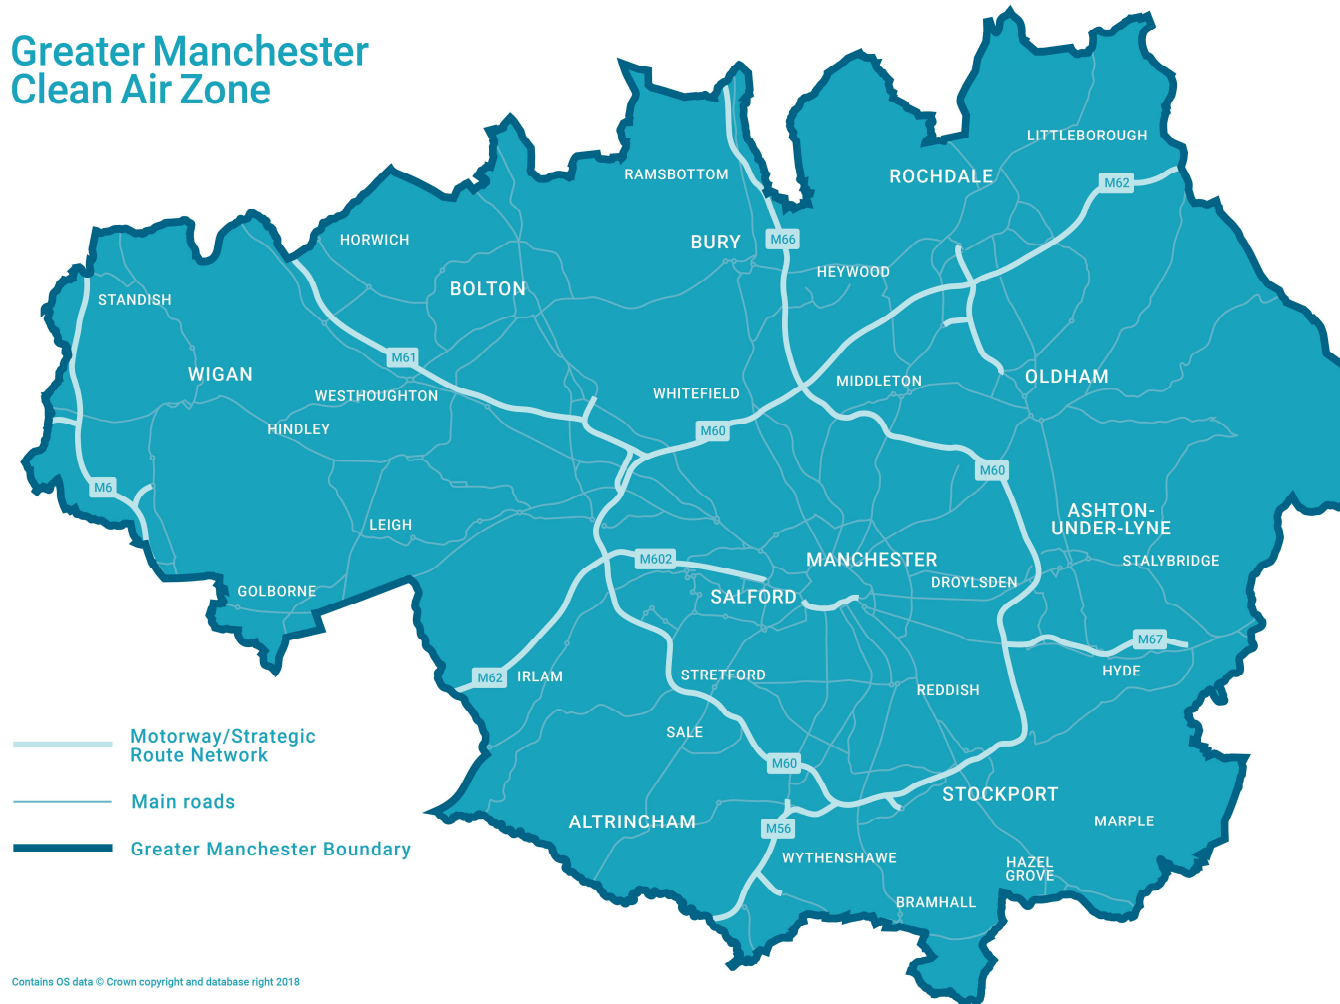 Greater Manchester
Clean Air Zone
LITTLEBOROUGH
RAMSBOTTOM
ROCHDALE
M62
HORWICH
BURY
M66
HEYWOOD
STANDISH
BOLTON
M61
WIGAN
WESTHOUGHTON
WHITEFIELD
MIDDLETON
OLDHAM
HINDLEY
M60
M60
M6
LEIGH
ASHTON-
UNDER-LYNE
M602
MANCHESTER
STALYBRIDGE
GOLBORNE
SALFORD
DROYLSDEN
M67
M62
IRLAM
STRETFORD
HYDE
REDDISH
SALE
Motorway/Strategic
Route Network
M60
STOCKPORT
Main roads
ALTRINCHAM
M56
MARPLE
Greater Manchester Boundary
WYTHENSHAWE
HAZEL
GROVE
BRAMHALL
Contains OS data © Crown copyright and database right 2018